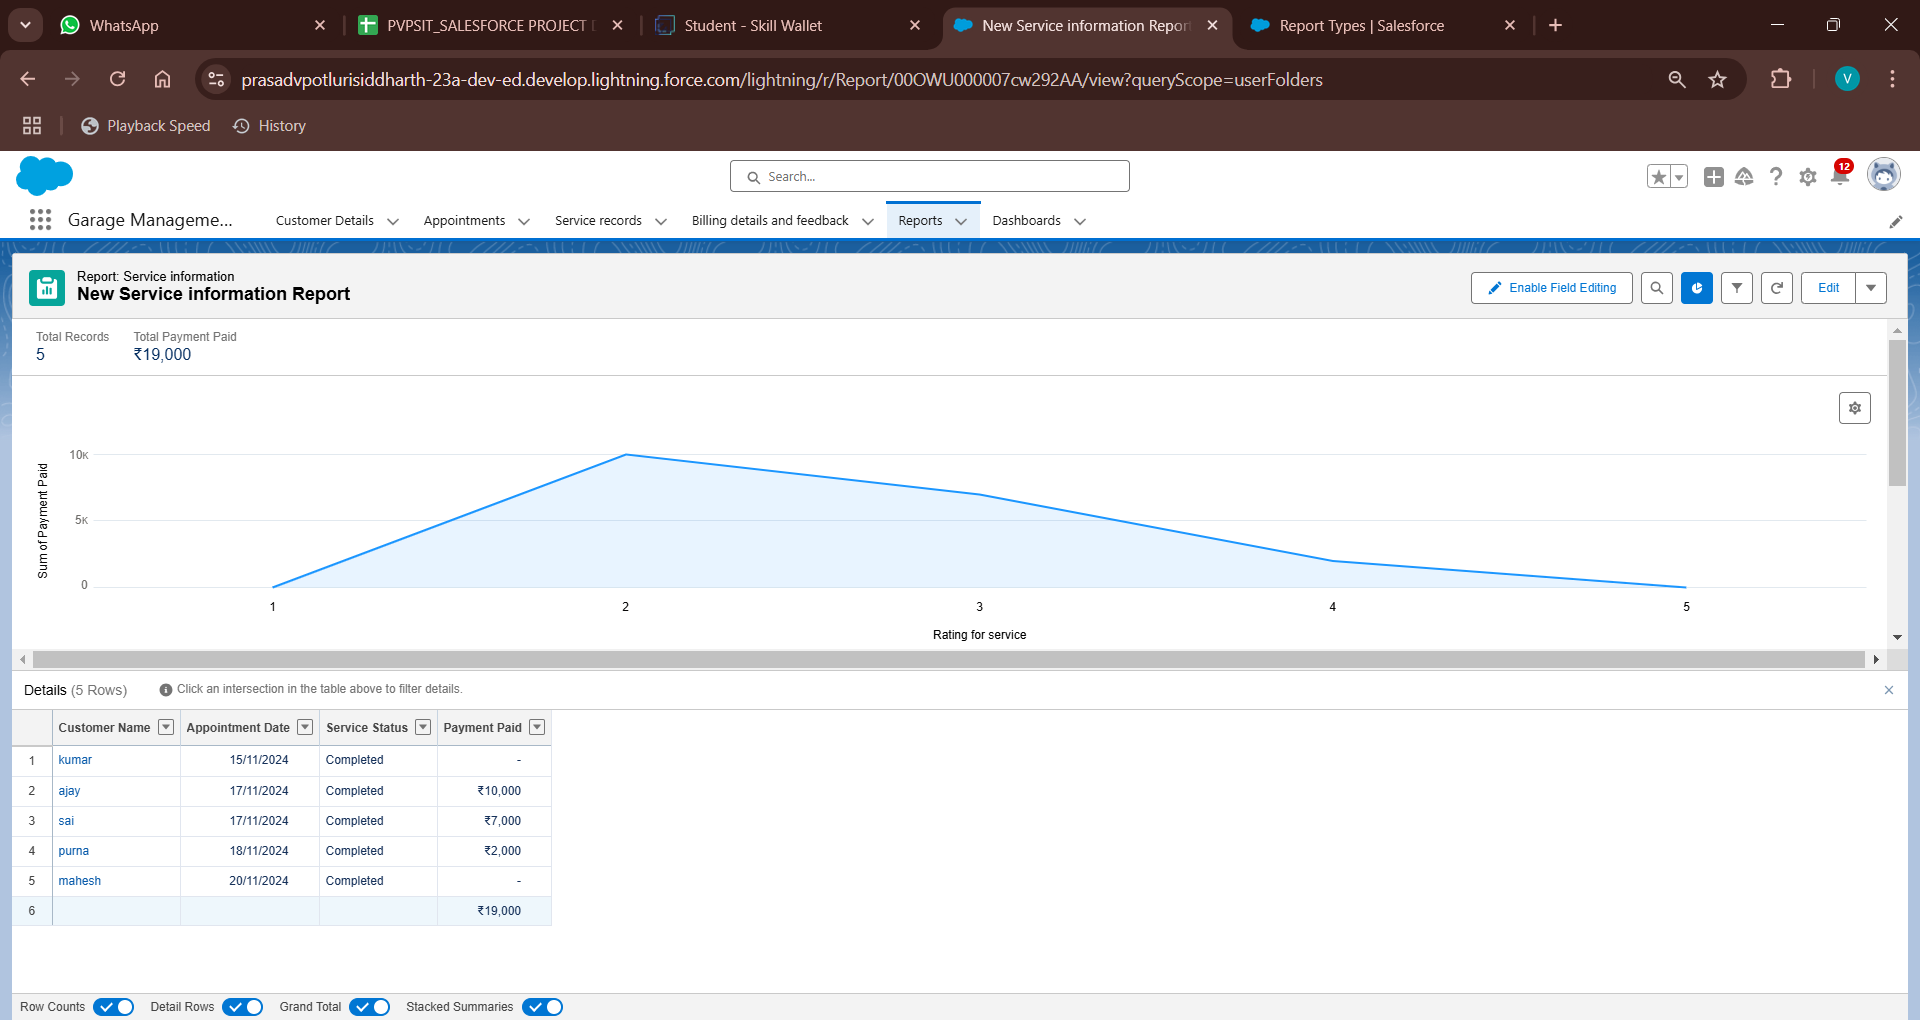 WhatsApp
PVPSIT_SALESFORCE PROJECT
Student - Skill Wallet
New Service information Report
Report Types | Salesforce
prasadvpotlurisiddharth-23a-dev-ed.develop.lightning.force.com/lightning/r/Report/00OWU000007cw292AA/view?queryScope=userFolders
V
Playback Speed
History
Search...
12
Garage Manageme...
Customer Details
Appointments
Service records
Billing details and feedback
Reports
Dashboards
Report: Service information
New Service information Report
Enable Field Editing
Edit
Total Records
5
Total Payment Paid
₹19,000
Sum of Payment Paid
10K
5K
0
1 2 3 4 5
Rating for service
Details (5 Rows)
Click an intersection in the table above to filter details.
Customer Name Appointment Date Service Status Payment Paid
1 kumar 15/11/2024 Completed -
2 ajay 17/11/2024 Completed ₹10,000
3 sai 17/11/2024 Completed ₹7,000
4 purna 18/11/2024 Completed ₹2,000
5 mahesh 20/11/2024 Completed -
6 ₹19,000
Row Counts Detail Rows Grand Total Stacked Summaries